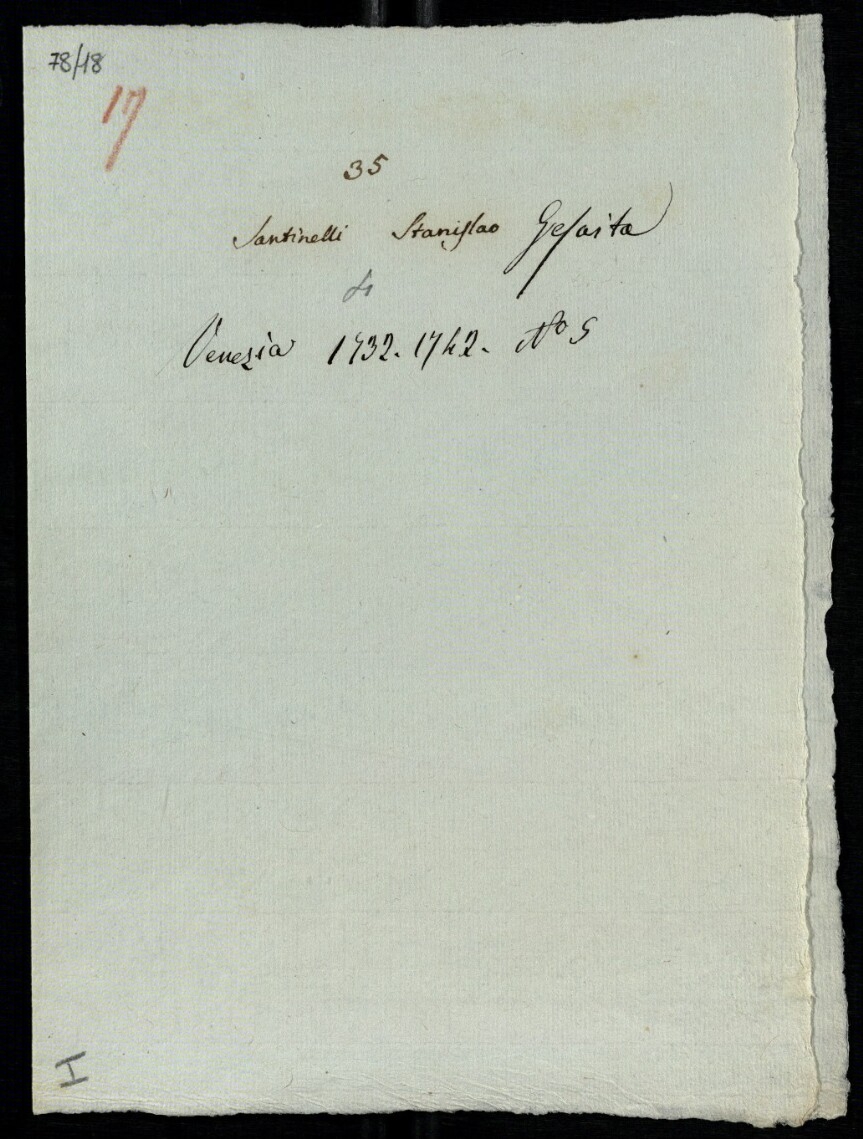 78/18
17
35
Santinelli Stanislao Gesuita
di
Venezia 1732. 1742. No 5
I